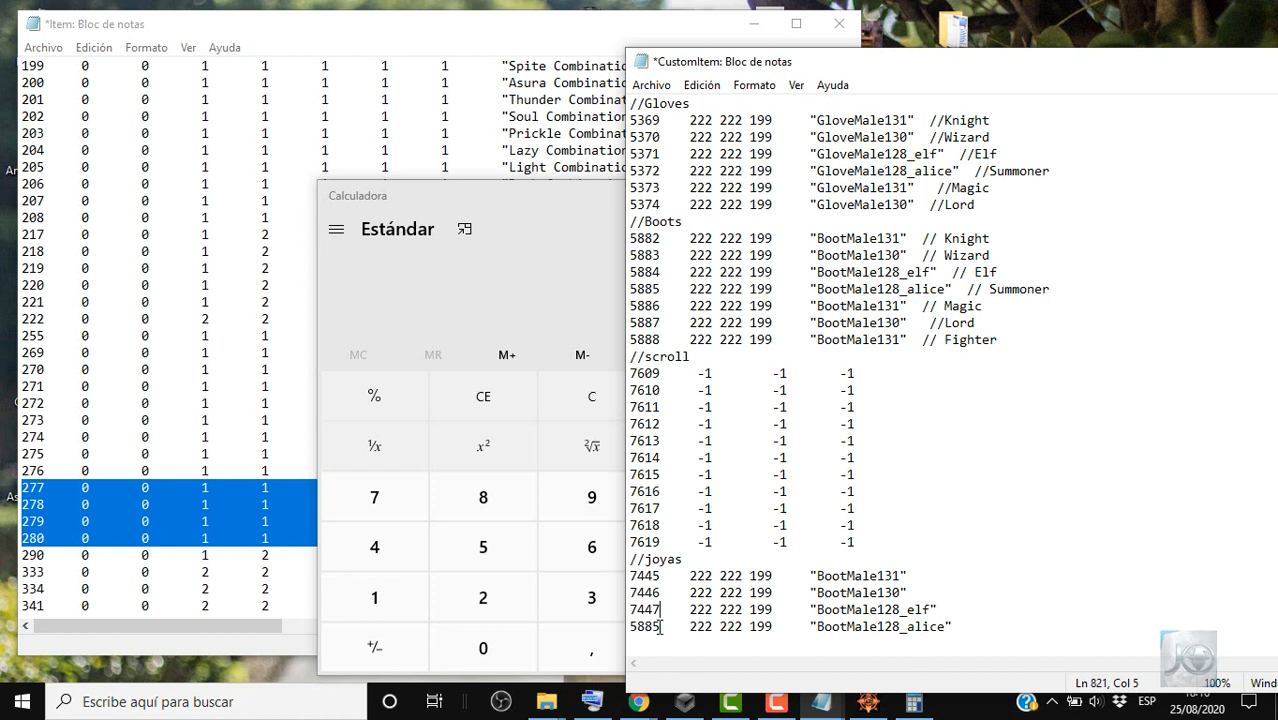 *Item: Bloc de notas
Archivo Edición Formato Ver Ayuda
199 0 0 1 1 1 1 1 "Spite Combinatio
200 0 0 1 1 1 1 1 "Asura Combinatio
201 0 0 1 1 1 1 1 "Thunder Combinat
202 0 0 1 1 1 1 1 "Soul Combination
203 0 0 1 1 1 1 1 "Prickle Combinat
204 0 0 1 1 1 1 1 "Lazy Combination
205 0 0 1 1 1 1 1 "Light Combinatio
206 0 0 1 1
207 0 0 1 1
208 0 0 1 1
217 0 0 1 2
218 0 0 1 2
219 0 0 1 2
220 0 0 1 2
221 0 0 1 2
222 0 0 2 2
255 0 0 1 1
269 0 0 1 1
270 0 0 1 1
271 0 0 1 1
272 0 0 1 1
273 0 0 1 1
274 0 0 1 1
275 0 0 1 1
276 0 0 1 1
277 0 0 1 1
278 0 0 1 1
279 0 0 1 1
280 0 0 1 1
290 0 0 1 2
333 0 0 2 2
334 0 0 2 2
341 0 0 2 2
Calculadora
Estándar
MC MR M+ M-
% CE C
¹/x x² ²√x
7 8 9
4 5 6
1 2 3
+/- 0 ,
*CustomItem: Bloc de notas
Archivo Edición Formato Ver Ayuda
//Gloves
5369 222 222 199 "GloveMale131" //Knight
5370 222 222 199 "GloveMale130" //Wizard
5371 222 222 199 "GloveMale128_elf" //Elf
5372 222 222 199 "GloveMale128_alice" //Summoner
5373 222 222 199 "GloveMale131" //Magic
5374 222 222 199 "GloveMale130" //Lord
//Boots
5882 222 222 199 "BootMale131" // Knight
5883 222 222 199 "BootMale130" // Wizard
5884 222 222 199 "BootMale128_elf" // Elf
5885 222 222 199 "BootMale128_alice" // Summoner
5886 222 222 199 "BootMale131" // Magic
5887 222 222 199 "BootMale130" //Lord
5888 222 222 199 "BootMale131" // Fighter
//scroll
7609 -1 -1 -1
7610 -1 -1 -1
7611 -1 -1 -1
7612 -1 -1 -1
7613 -1 -1 -1
7614 -1 -1 -1
7615 -1 -1 -1
7616 -1 -1 -1
7617 -1 -1 -1
7618 -1 -1 -1
7619 -1 -1 -1
//joyas
7445 222 222 199 "BootMale131"
7446 222 222 199 "BootMale130"
7447 222 222 199 "BootMale128_elf"
5885 222 222 199 "BootMale128_alice"
Ln 821, Col 5 100% Wind
Escribe aquí para buscar
ESP
25/08/2020